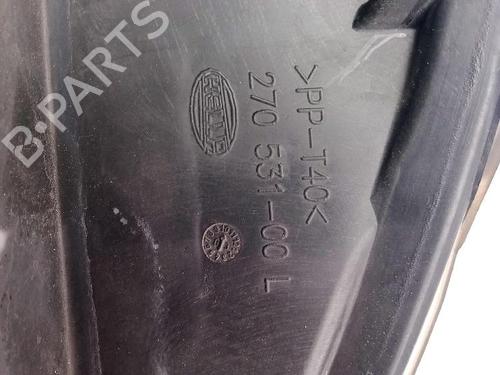 B-PARTS
>PP-T40<
HELLA
270 531-00 L